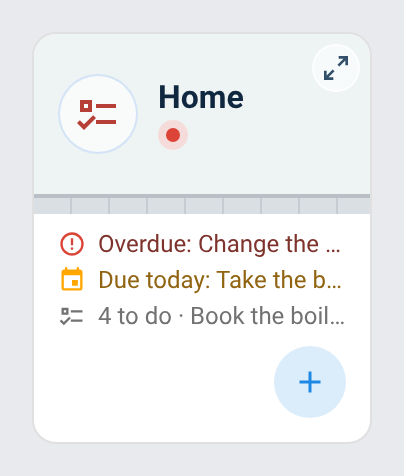 Home
Overdue: Change the ...
Due today: Take the b...
4 to do · Book the boil...